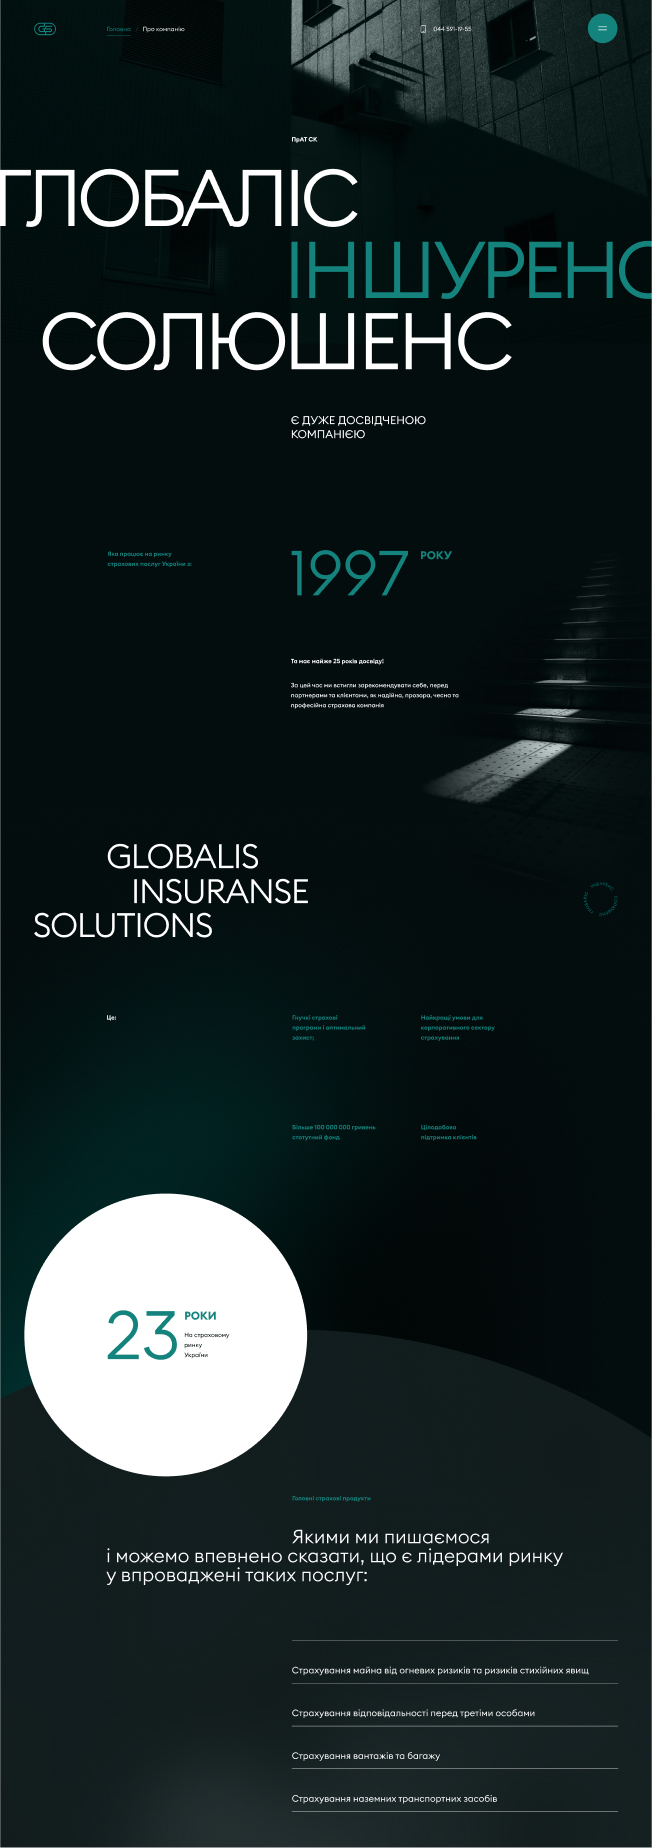 Головна / Про компанію
044 591-19-55
ПрАТ СК
ГЛОБАЛІС
ІНШУРЕНС
СОЛЮШЕНС
Є ДУЖЕ ДОСВІДЧЕНОЮ
КОМПАНІЄЮ
Яка працює на ринку
страхових послуг України з:
1997 РОКУ
Та має майже 25 років досвіду!
За цей час ми встигли зарекомендувати себе, перед
партнерами та клієнтами, як надійна, прозора, чесна та
професійна страхова компанія
GLOBALIS
INSURANSE
SOLUTIONS
Це:
Гнучкі страхові
програми і оптимальний
захист;
Найкращі умови для
корпоративного сектору
страхування
Більше 100 000 000 гривень
статутний фонд
Цілодобова
підтримка клієнтів
23 РОКИ
На страховому
ринку
України
Головні страхові продукти
Якими ми пишаємося
і можемо впевнено сказати, що є лідерами ринку
у впроваджені таких послуг:
Страхування майна від огневих ризиків та ризиків стихійних явищ
Страхування відповідальності перед третіми особами
Страхування вантажів та багажу
Страхування наземних транспортних засобів